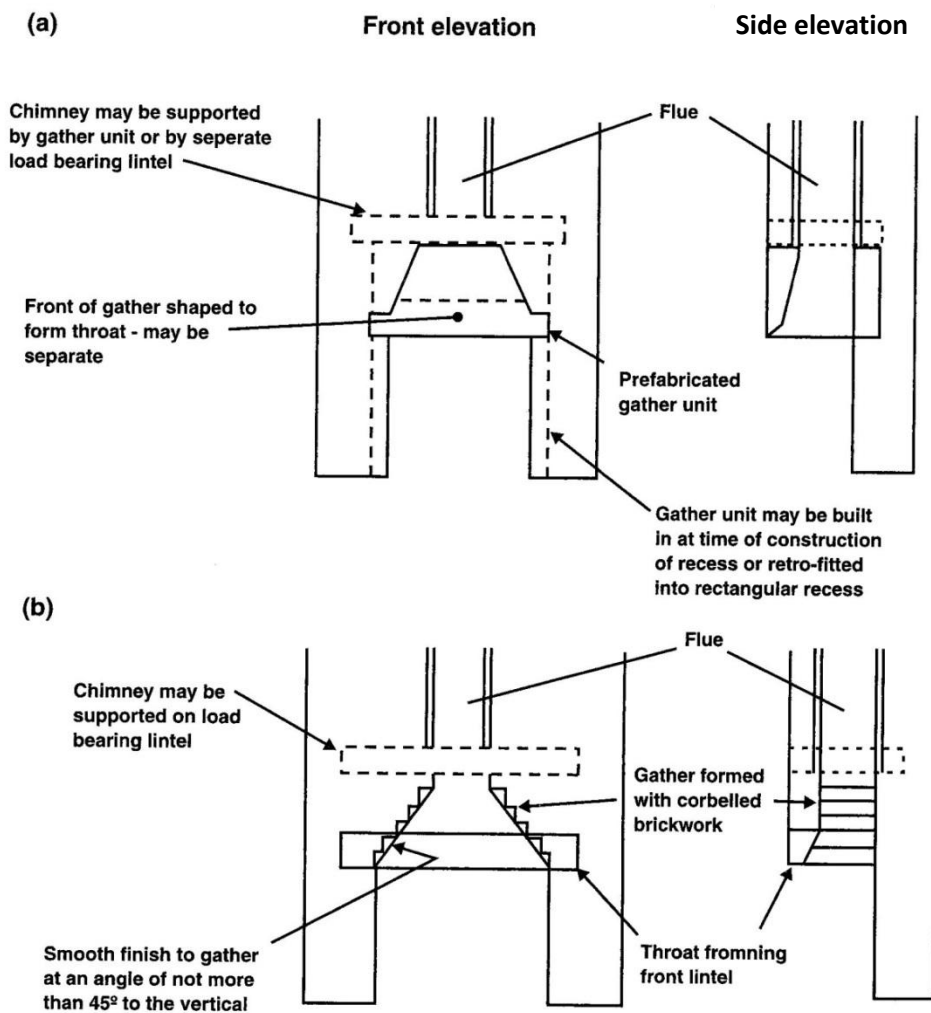 (a)
Front elevation
Side elevation
Chimney may be supported
by gather unit or by seperate
load bearing lintel
Flue
Front of gather shaped to
form throat - may be
separate
Prefabricated
gather unit
Gather unit may be built
in at time of construction
of recess or retro-fitted
into rectangular recess
(b)
Flue
Chimney may be
supported on load
bearing lintel
Gather formed
with corbelled
brickwork
Smooth finish to gather
at an angle of not more
than 45º to the vertical
Throat fromning
front lintel